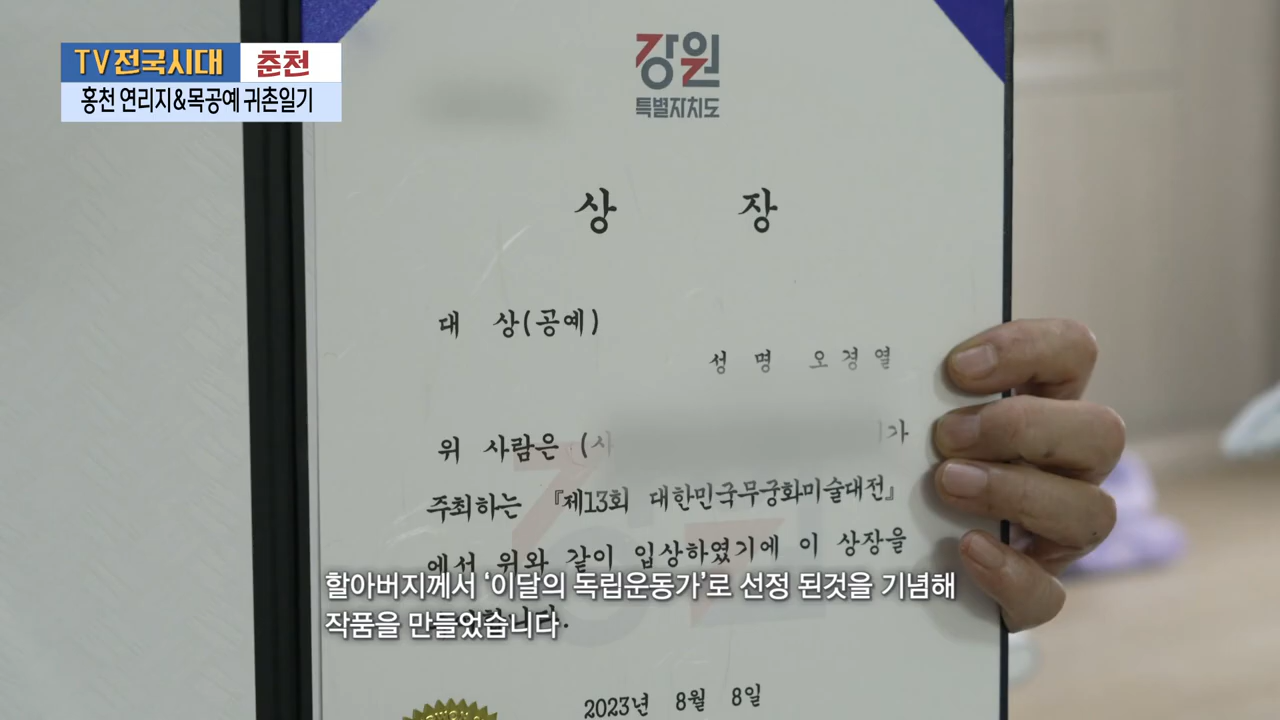 TV전국시대 춘천
홍천 연리지&목공예 귀촌일기
강원
특별자치도
상 장
대 상(공예)
성 명 오경열
위 사람은 (사 가
주최하는 『제13회 대한민국무궁화미술대전』
에서 위와 같이 입상하였기에 이 상장을
할아버지께서 '이달의 독립운동가'로 선정 된것을 기념해
작품을 만들었습니다
2023년 8월 8일